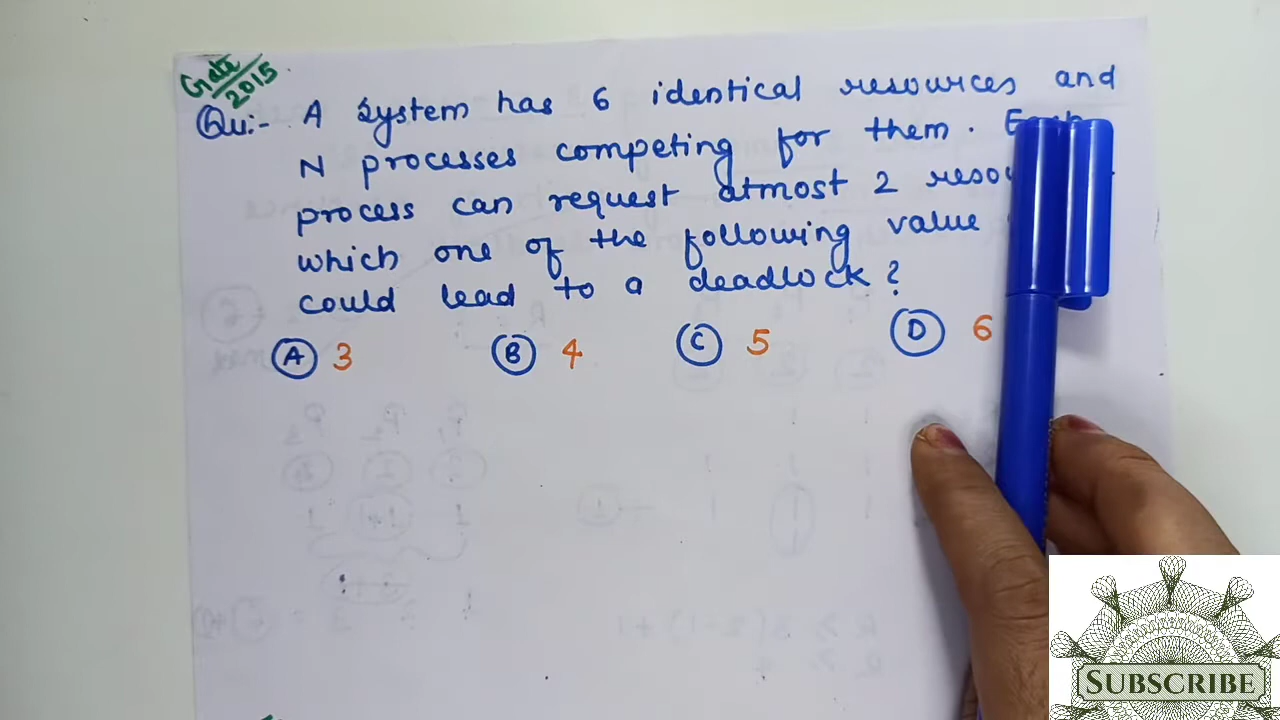 Gate
2015
Qu:- A system has 6 identical resources and
N processes competing for them. Each
process can request atmost 2
which one of the following value
could lead to a deadlock?
A 3 B 4 C 5 D 6
SUBSCRIBE